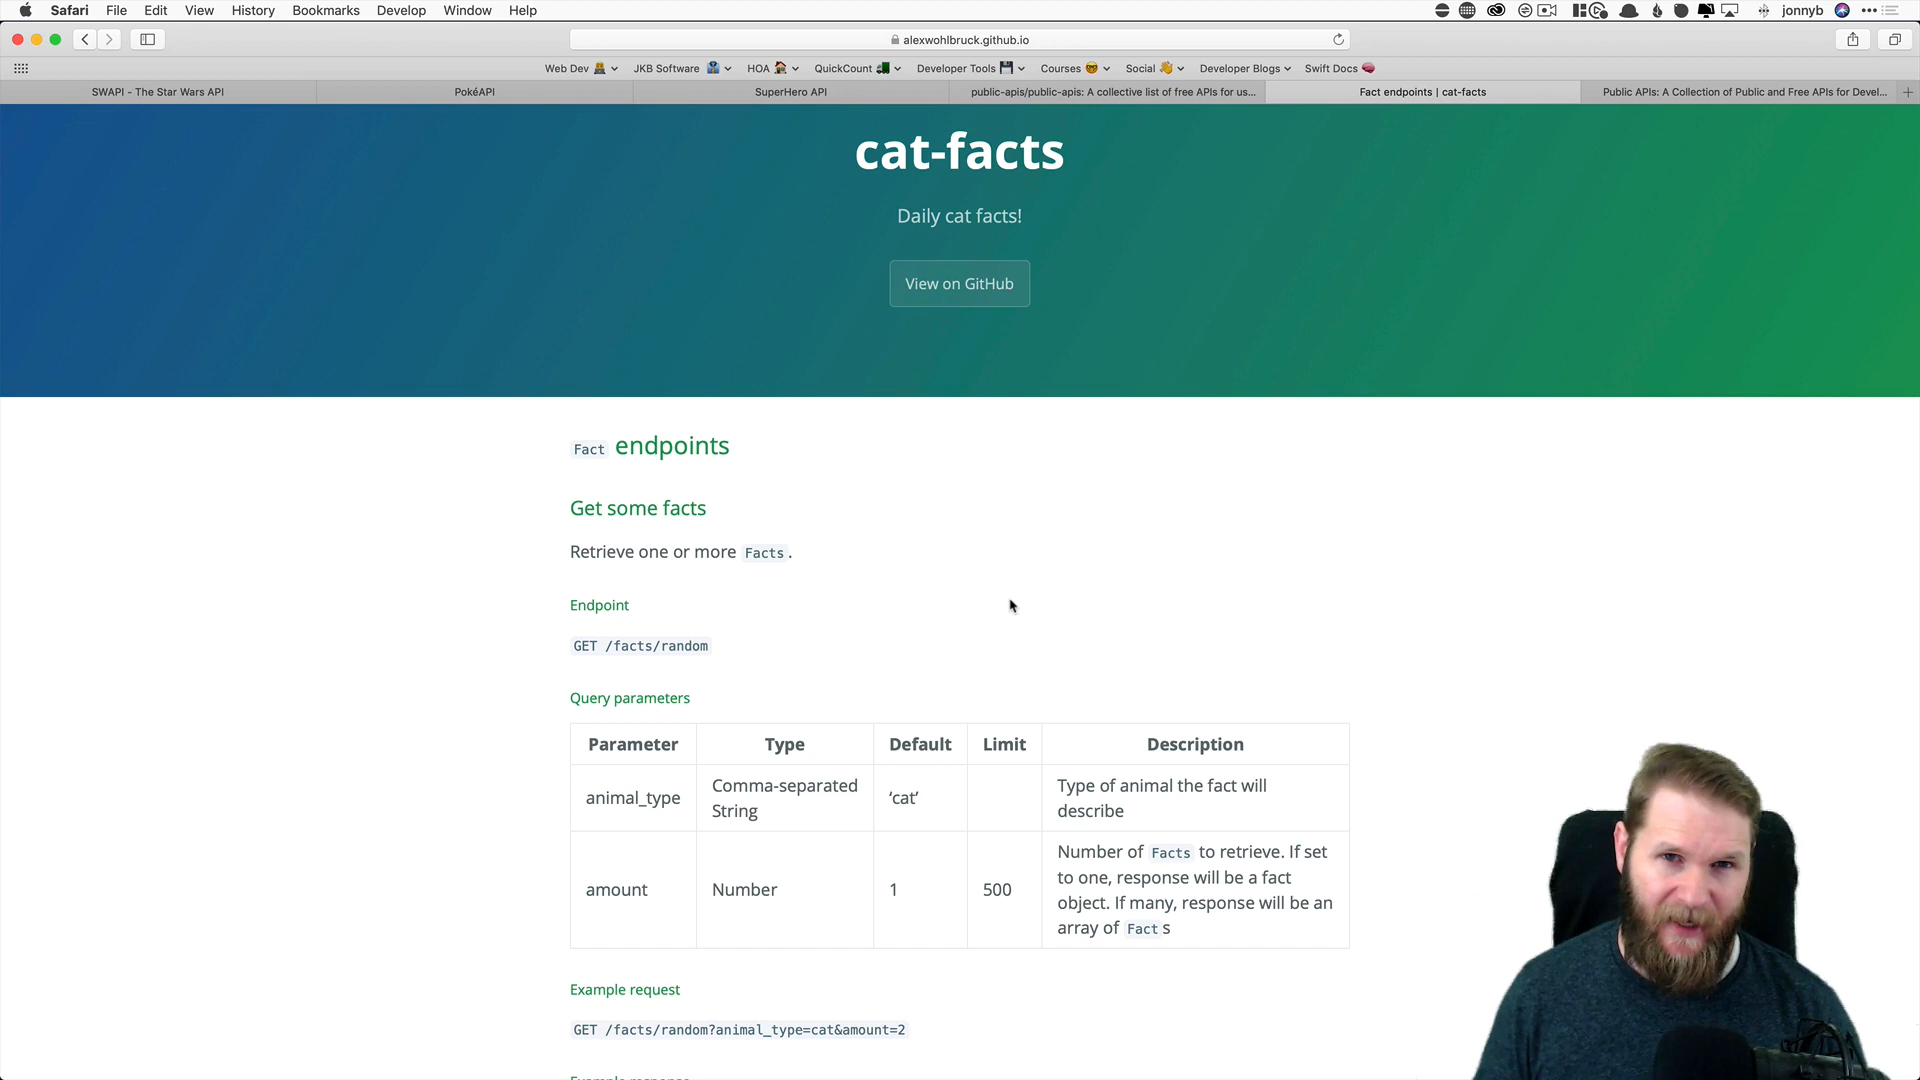 Safari File Edit View History Bookmarks Develop Window Help jonnyb
alexwohlbruck.github.io
Web Dev JKB Software HOA QuickCount Developer Tools Courses Social Developer Blogs Swift Docs
SWAPI - The Star Wars API PokéAPI SuperHero API public-apis/public-apis: A collective list of free APIs for us... Fact endpoints | cat-facts Public APIs: A Collection of Public and Free APIs for Devel...
cat-facts
Daily cat facts!
View on GitHub
Fact endpoints
Get some facts
Retrieve one or more Facts.
Endpoint
GET /facts/random
Query parameters
Parameter Type Default Limit Description
animal_type Comma-separated String ‘cat’ Type of animal the fact will describe
amount Number 1 500 Number of Facts to retrieve. If set to one, response will be a fact object. If many, response will be an array of Facts
Example request
GET /facts/random?animal_type=cat&amount=2